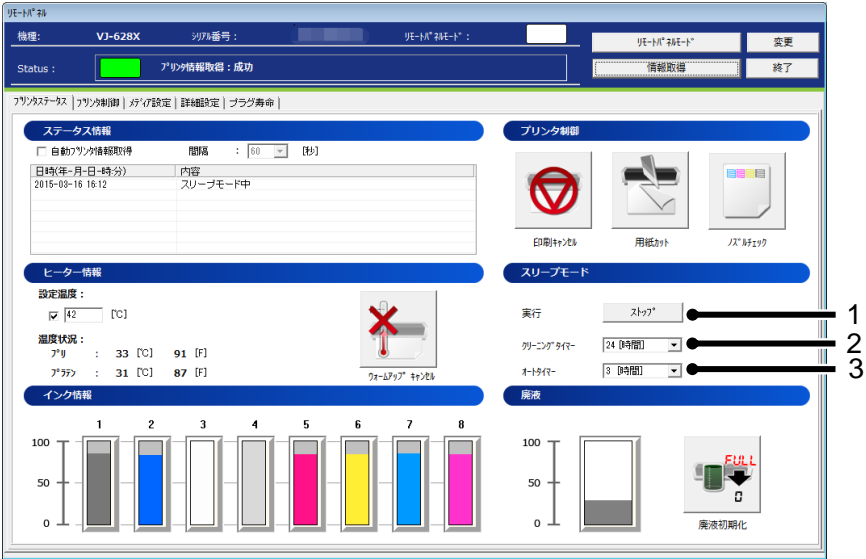 リモートパネル
機種: VJ-628X シリアル番号： リモートパネルモード： リモートパネルモード 変更
Status : プリンタ情報取得：成功 情報取得 終了
プリンタステータス プリンタ制御 メディア設定 詳細設定 プラグ寿命
ステータス情報
自動プリンタ情報取得 間隔 : 60 [秒]
日時(年-月-日-時:分) 内容
2015-03-16 16:12 スリープモード中
プリンタ制御
印刷キャンセル 用紙カット ノズルチェック
ヒーター情報
設定温度：
42 [℃]
温度状況：
プリ : 33 [℃] 91 [F]
プラテン : 31 [℃] 87 [F]
ウォームアップ キャンセル
スリープモード
実行 ストップ 1
クリーニングタイマー 24 [時間] 2
オートタイマー 3 [時間] 3
インク情報
1 2 3 4 5 6 7 8
100
50
0
廃液
100
50
0
FULL
0
廃液初期化